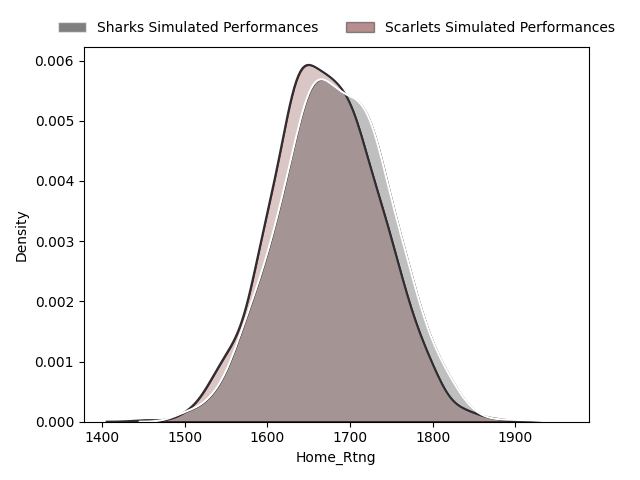 Sharks Simulated Performances Scarlets Simulated Performances
0.006
0.005
0.004
0.003
0.002
0.001
0.000
Density
1400 1500 1600 1700 1800 1900
Home_Rtng